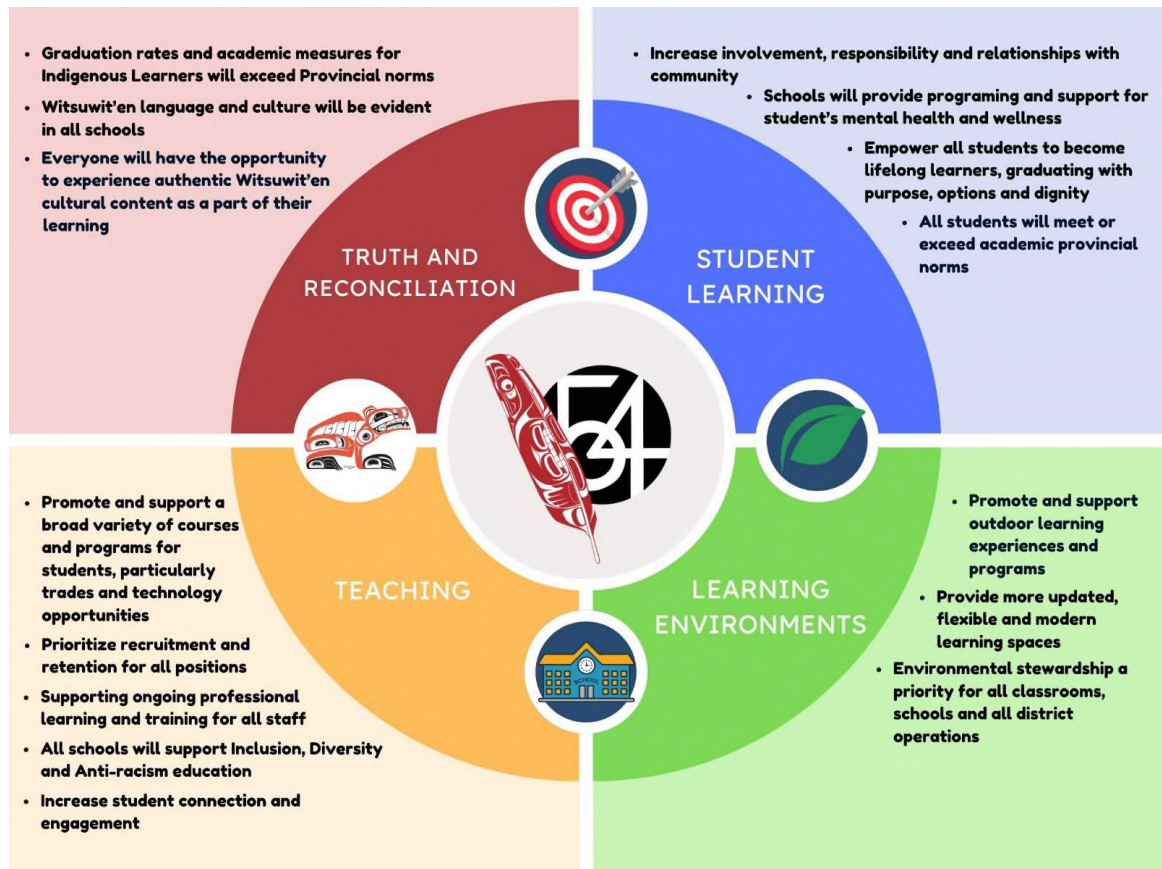 • Graduation rates and academic measures for
Indigenous Learners will exceed Provincial norms
• Witsuwit'en language and culture will be evident
in all schools
• Everyone will have the opportunity
to experience authentic Witsuwit'en
cultural content as a part of their
learning
TRUTH AND
RECONCILIATION
• Increase involvement, responsibility and relationships with
community
• Schools will provide programing and support for
student's mental health and wellness
• Empower all students to become
lifelong learners, graduating with
purpose, options and dignity
• All students will meet or
exceed academic provincial
norms
STUDENT
LEARNING
54
• Promote and support a
broad variety of courses
and programs for
students, particularly
trades and technology
opportunities
• Prioritize recruitment and
retention for all positions
• Supporting ongoing professional
learning and training for all staff
• All schools will support Inclusion, Diversity
and Anti-racism education
• Increase student connection and
engagement
TEACHING
LEARNING
ENVIRONMENTS
SCHOOL
• Promote and support
outdoor learning
experiences and
programs
• Provide more updated,
flexible and modern
learning spaces
• Environmental stewardship a
priority for all classrooms,
schools and all district
operations